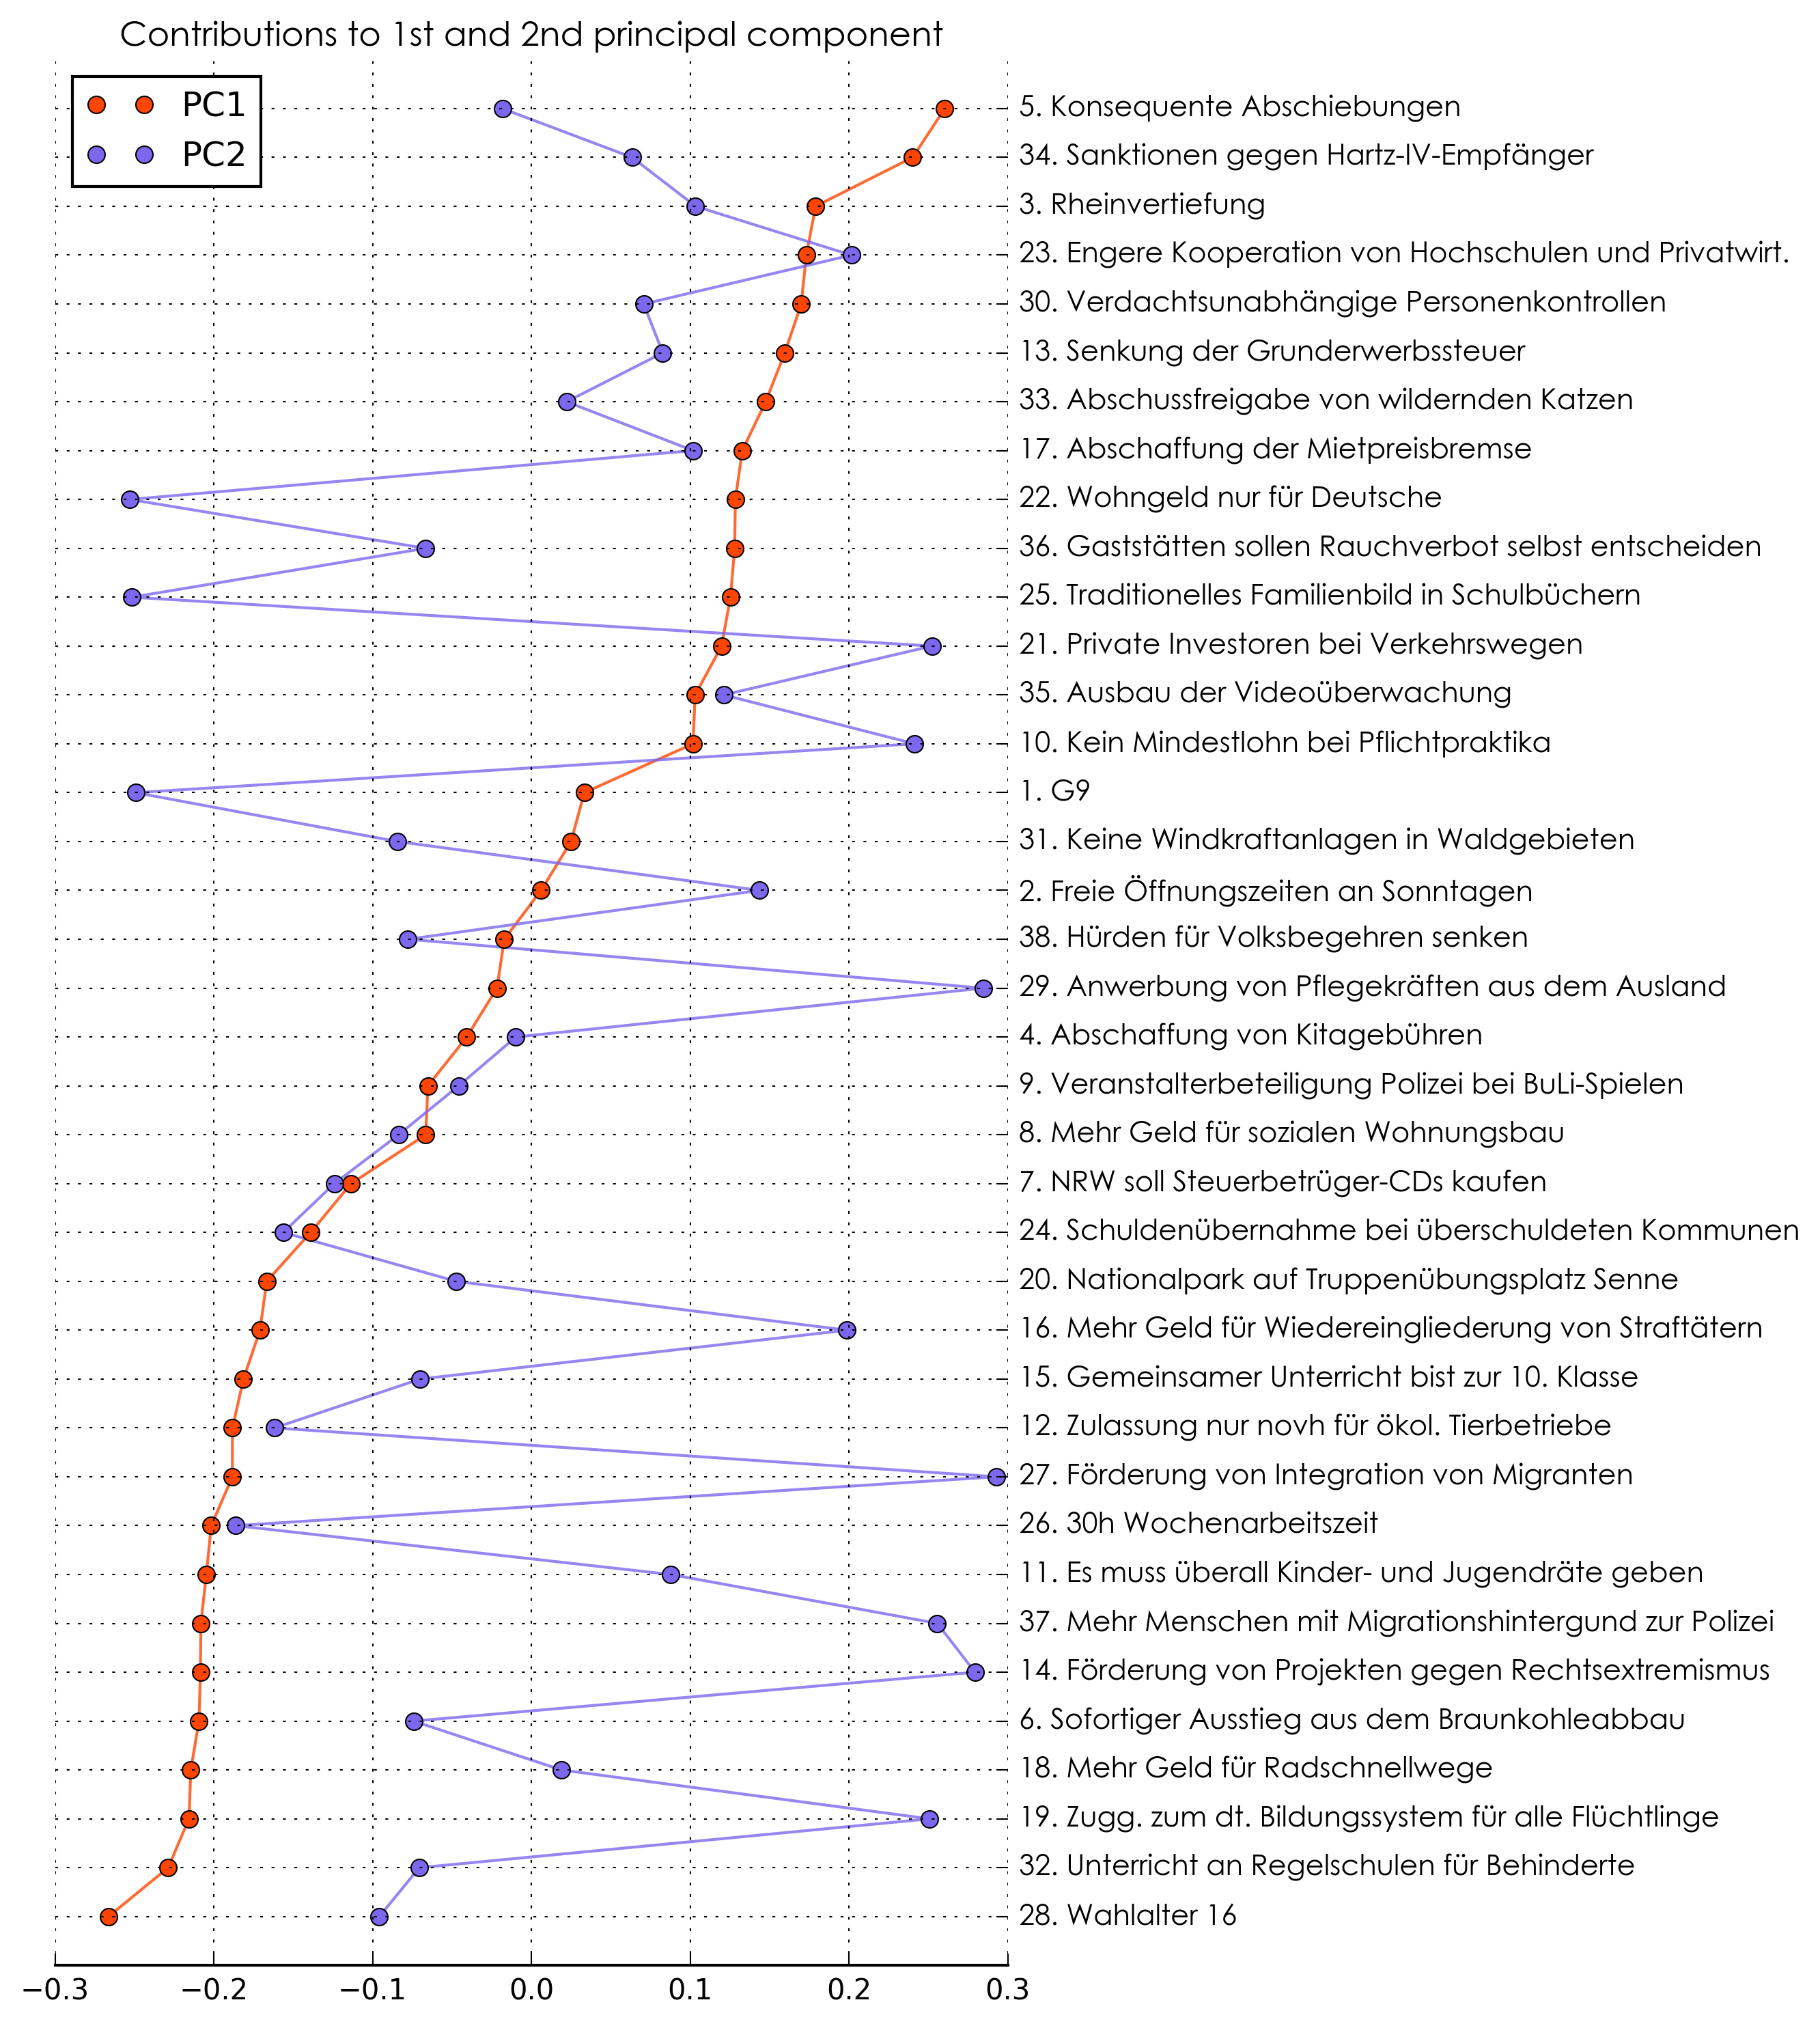 Contributions to 1st and 2nd principal component
PC1
PC2
5. Konsequente Abschiebungen
34. Sanktionen gegen Hartz-IV-Empfänger
3. Rheinvertiefung
23. Engere Kooperation von Hochschulen und Privatwirt.
30. Verdachtsunabhängige Personenkontrollen
13. Senkung der Grunderwerbssteuer
33. Abschussfreigabe von wildernden Katzen
17. Abschaffung der Mietpreisbremse
22. Wohngeld nur für Deutsche
36. Gaststätten sollen Rauchverbot selbst entscheiden
25. Traditionelles Familienbild in Schulbüchern
21. Private Investoren bei Verkehrswegen
35. Ausbau der Videoüberwachung
10. Kein Mindestlohn bei Pflichtpraktika
1. G9
31. Keine Windkraftanlagen in Waldgebieten
2. Freie Öffnungszeiten an Sonntagen
38. Hürden für Volksbegehren senken
29. Anwerbung von Pflegekräften aus dem Ausland
4. Abschaffung von Kitagebühren
9. Veranstalterbeteiligung Polizei bei BuLi-Spielen
8. Mehr Geld für sozialen Wohnungsbau
7. NRW soll Steuerbetrüger-CDs kaufen
24. Schuldenübernahme bei überschuldeten Kommunen
20. Nationalpark auf Truppenübungsplatz Senne
16. Mehr Geld für Wiedereingliederung von Straftätern
15. Gemeinsamer Unterricht bist zur 10. Klasse
12. Zulassung nur novh für ökol. Tierbetriebe
27. Förderung von Integration von Migranten
26. 30h Wochenarbeitszeit
11. Es muss überall Kinder- und Jugendräte geben
37. Mehr Menschen mit Migrationshintergund zur Polizei
14. Förderung von Projekten gegen Rechtsextremismus
6. Sofortiger Ausstieg aus dem Braunkohleabbau
18. Mehr Geld für Radschnellwege
19. Zugg. zum dt. Bildungssystem für alle Flüchtlinge
32. Unterricht an Regelschulen für Behinderte
28. Wahlalter 16
−0.3 −0.2 −0.1 0.0 0.1 0.2 0.3